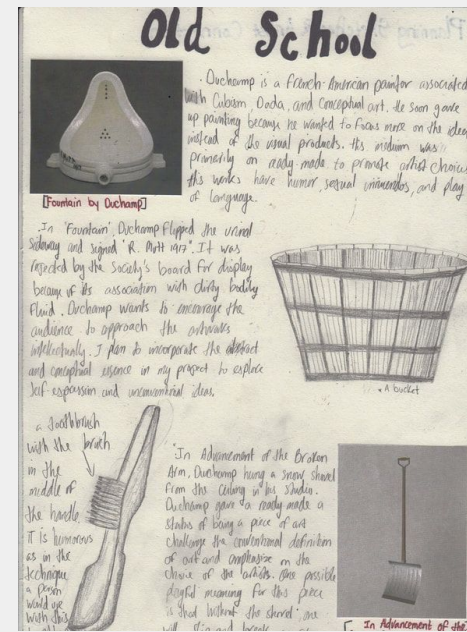 Old School
. Duchamp is a french-American painter associated
with Cubism, Dada, and conceptual art. He soon gave
up painting because he wanted to focus more on the idea
instead of the usual products. His medium was
primarily on ready-made to promote artist choice
His works have humor sexual and play
of language.
[Fountain by Duchamp]
. In 'Fountain', Duchamp flipped the urinal
sideway and signed "R. Mutt 1917". It was
rejected by the Society's board for display
because of its association with dirty bodily
fluid. Duchamp wants to encourage the
audience to approach the artworks
intellectually. I plan to incorporate the abstract
and conceptual essence in my project to explore
self expression and unconventional ideas.
. A bucket
a toothbrush
with the brush
in the
middle of
the handle.
It is humorous
as in the
technique
a person
would use
with this
In Advancement of the Broken
Arm, Duchamp hung a snow shovel
from the ceiling in his studio.
Duchamp gave a ready made a
status of being a piece of art
challenge the conventional definition
of art and emphasize on the
choice of the artists. One possible
meaning for this piece
is that without the shovel, one
will slip and break
[ In Advancement of the